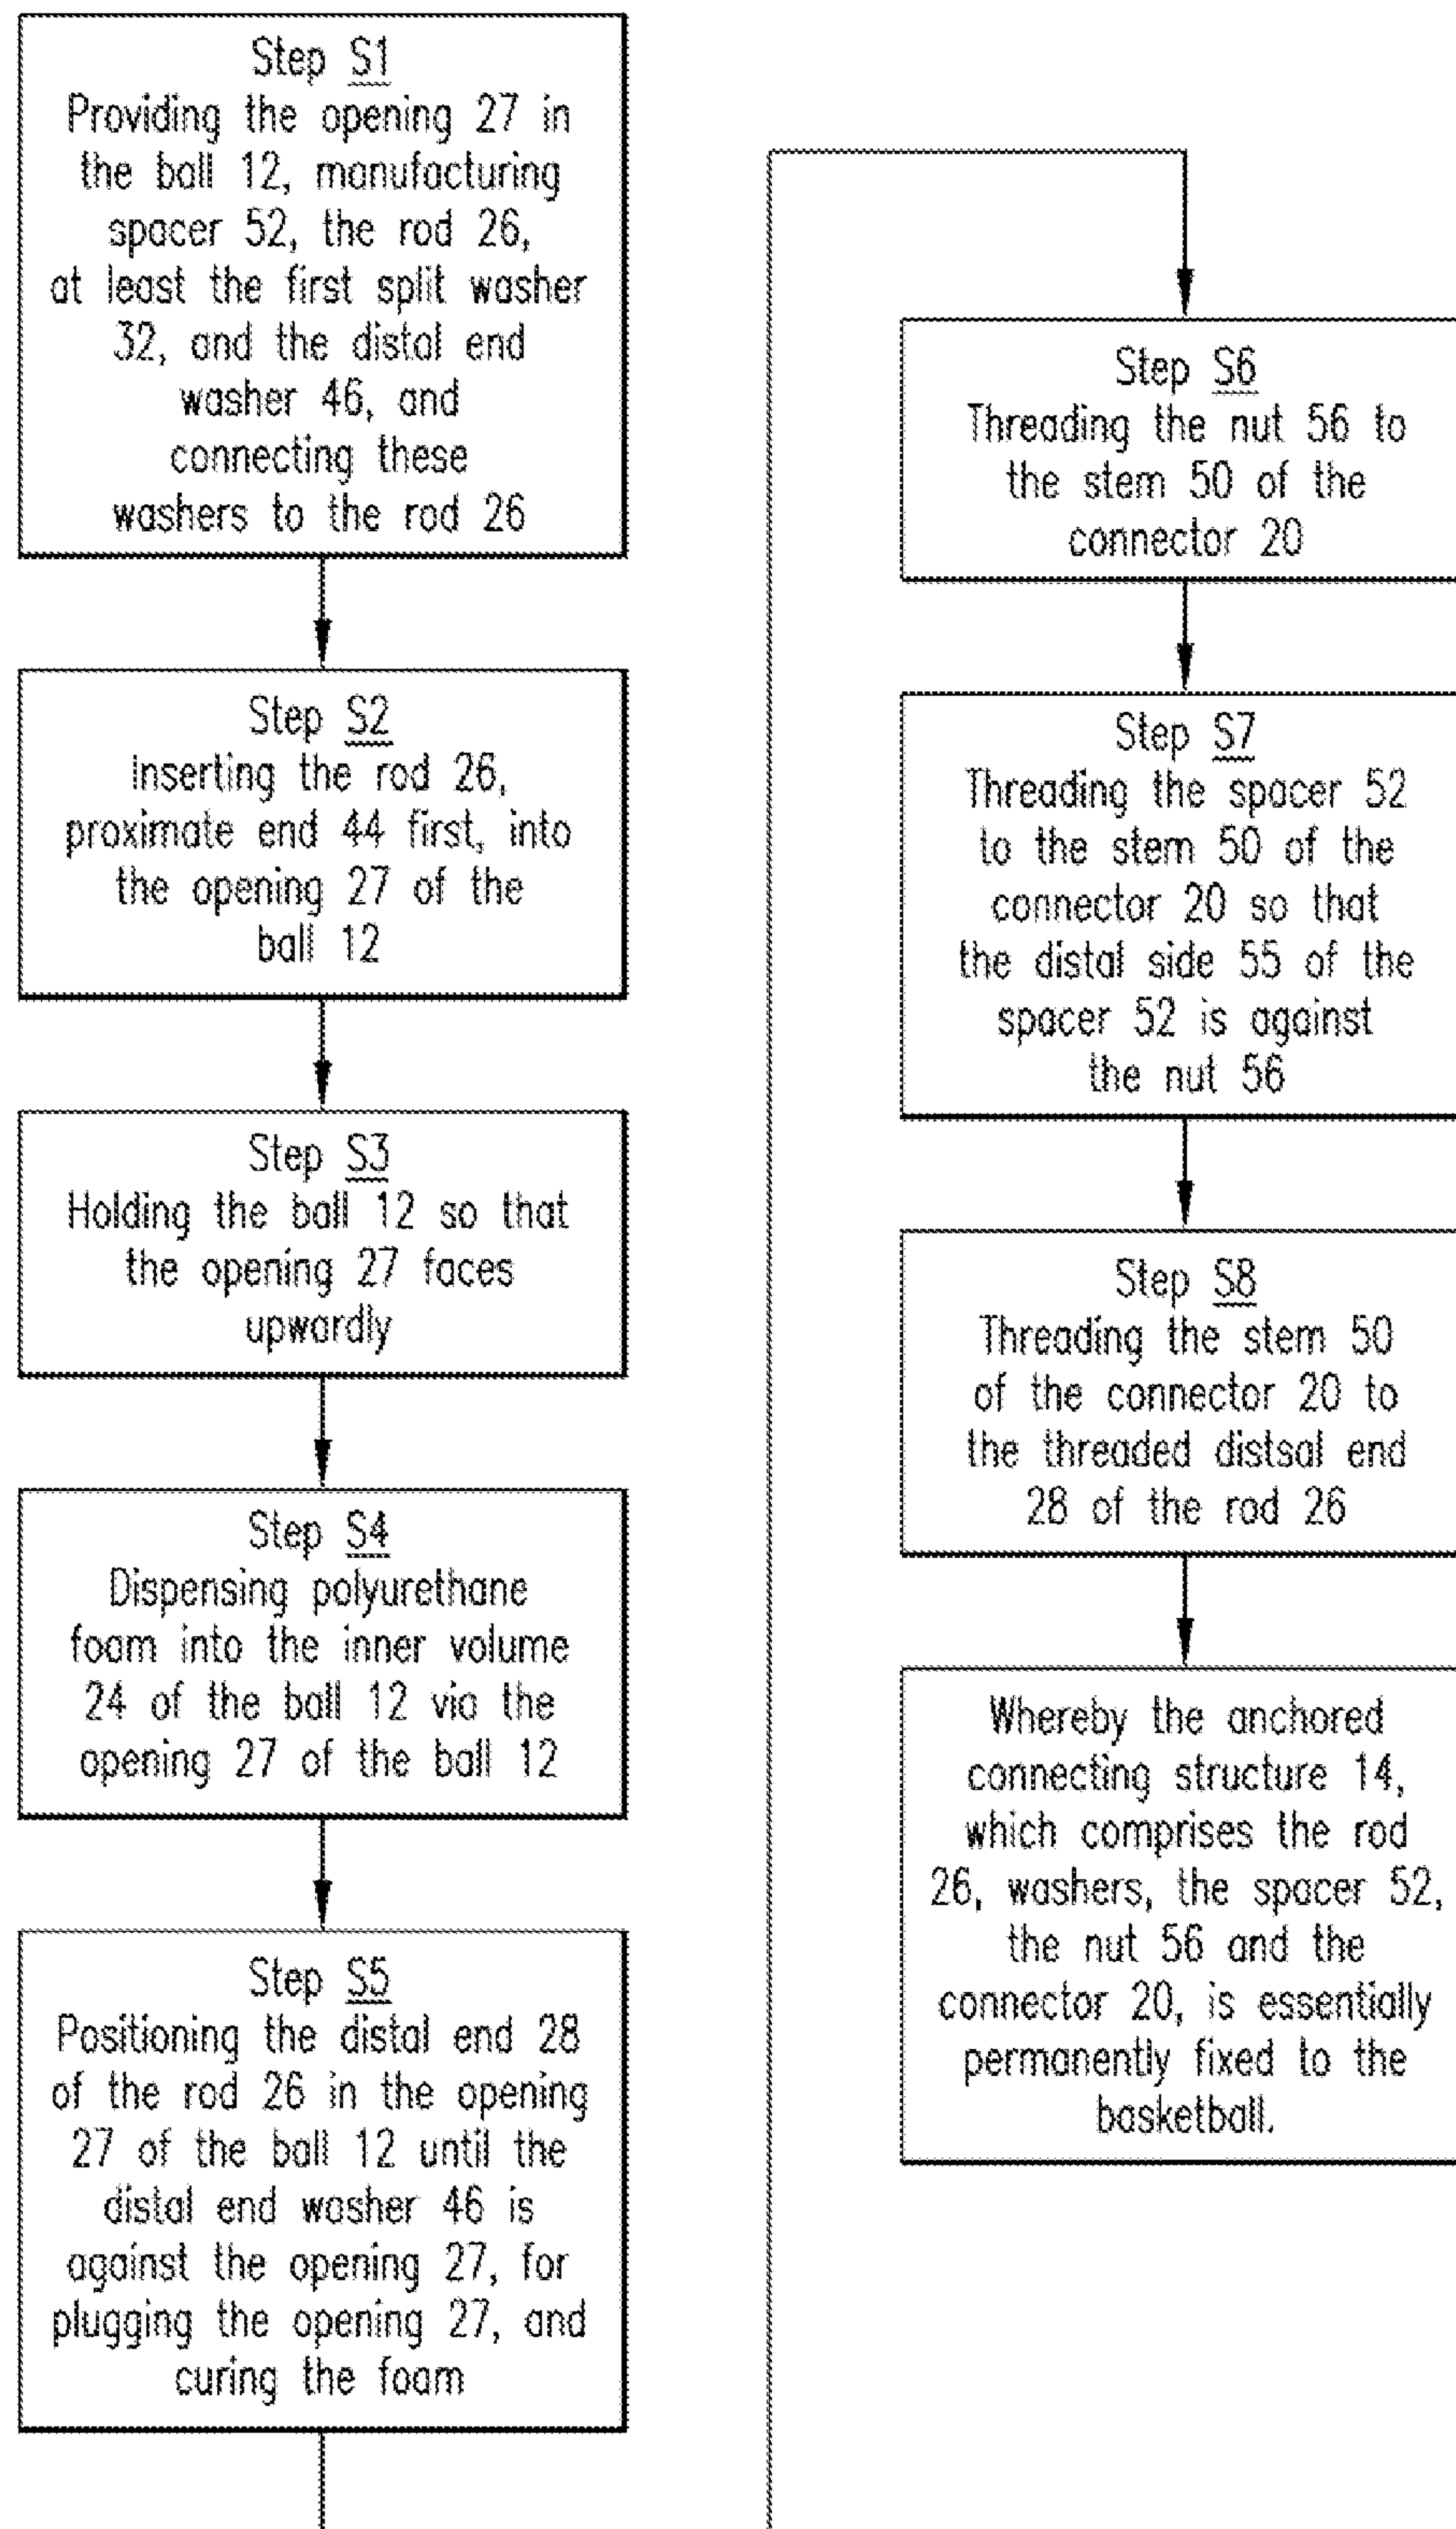 Step S1
Providing the opening 27 in
the ball 12, manufacturing
spacer 52, the rod 26,
at least the first split washer
32, and the distal end
washer 46, and
connecting these
washers to the rod 26
Step S2
Inserting the rod 26,
proximate end 44 first, into
the opening 27 of the
ball 12
Step S3
Holding the ball 12 so that
the opening 27 faces
upwardly
Step S4
Dispensing polyurethane
foam into the inner volume
24 of the ball 12 via the
opening 27 of the ball 12
Step S5
Positioning the distal end 28
of the rod 26 in the opening
27 of the ball 12 until the
distal end washer 46 is
against the opening 27, for
plugging the opening 27, and
curing the foam
Step S6
Threading the nut 56 to
the stem 50 of the
connector 20
Step S7
Threading the spacer 52
to the stem 50 of the
connector 20 so that
the distal side 55 of the
spacer 52 is against
the nut 56
Step S8
Threading the stem 50
of the connector 20 to
the threaded distsal end
28 of the rod 26
Whereby the anchored
connecting structure 14,
which comprises the rod
26, washers, the spacer 52,
the nut 56 and the
connector 20, is essentially
permanently fixed to the
basketball.